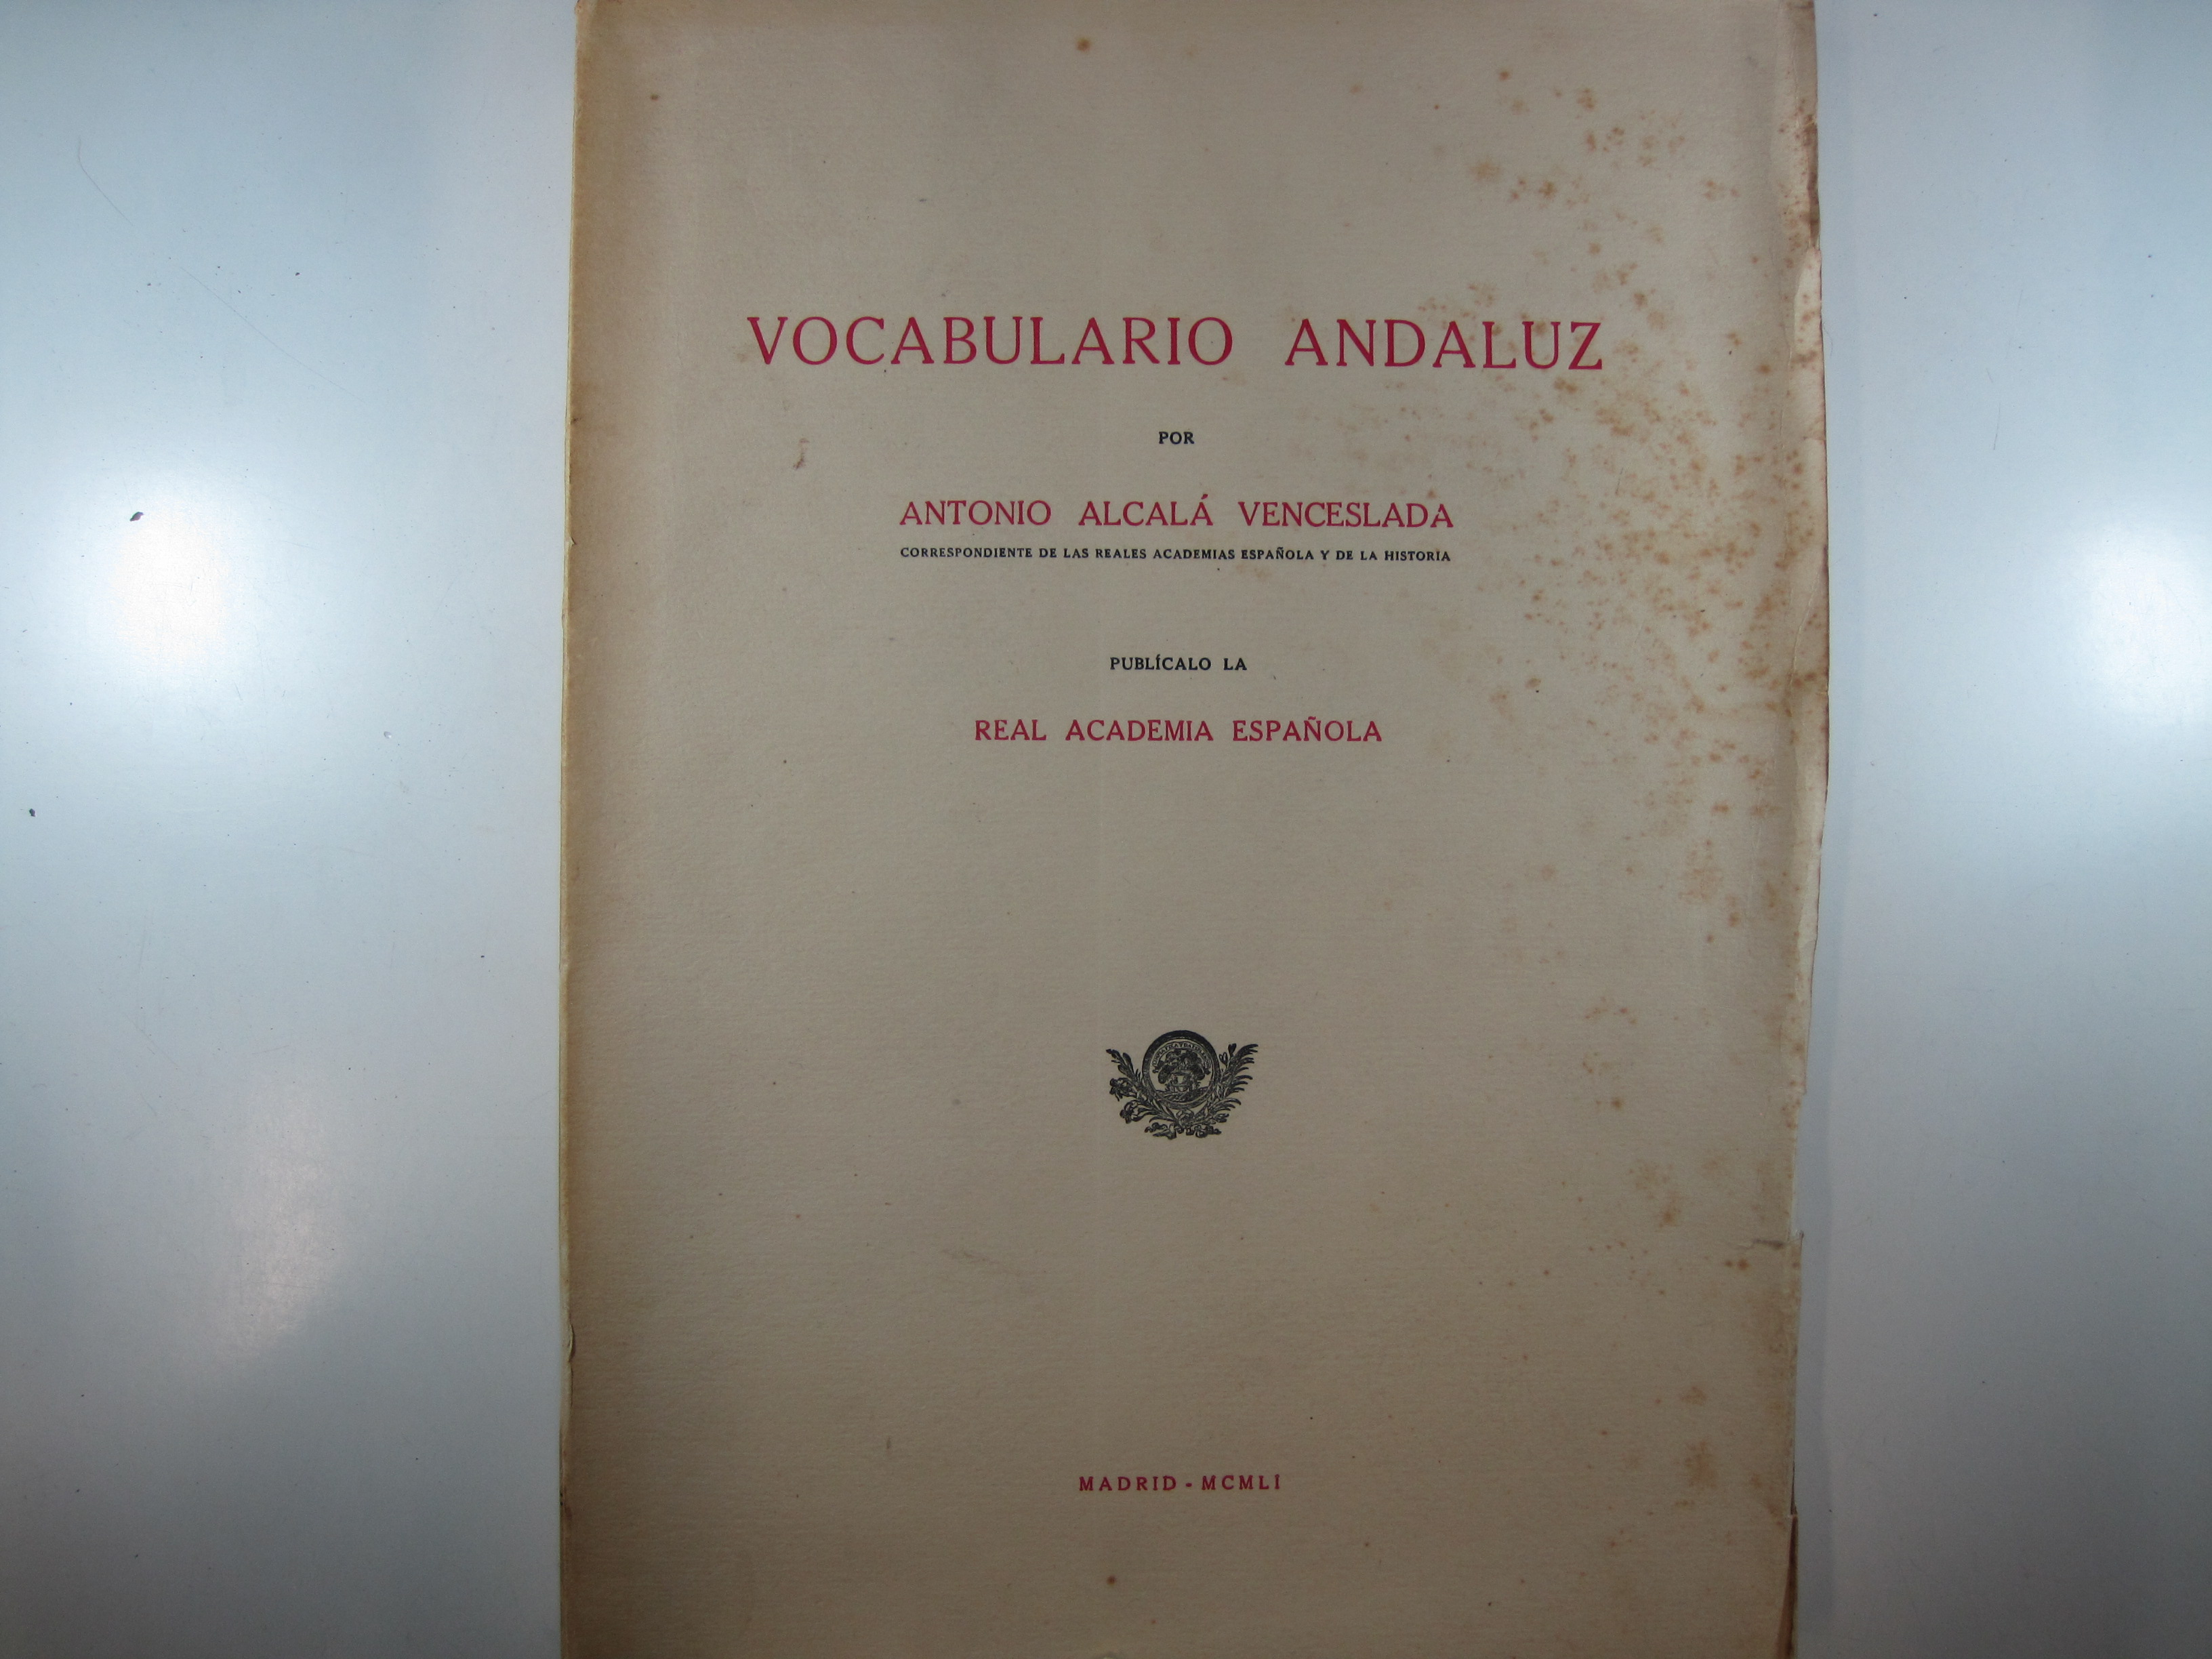 VOCABULARIO ANDALUZ
POR
ANTONIO ALCALÁ VENCESLADA
CORRESPONDIENTE DE LAS REALES ACADEMIAS ESPAÑOLA Y DE LA HISTORIA
PUBLÍCALO LA
REAL ACADEMIA ESPAÑOLA
MADRID - MCMLI